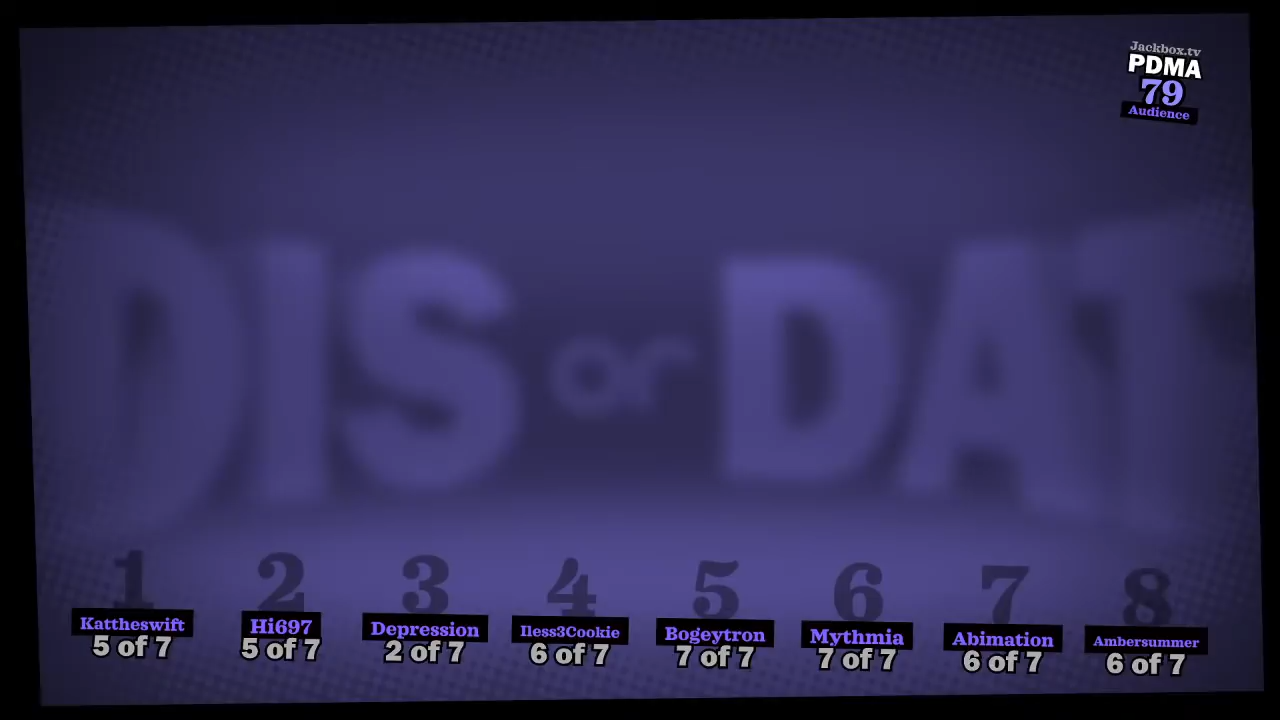 Jackbox.tv
PDMA
79
Audience
DIS or DAT
1 2 3 4 5 6 7 8
Kattheswift Hi697 Depression Iless3Cookie Bogeytron Mythmia Abimation Ambersummer
5 of 7 5 of 7 2 of 7 6 of 7 7 of 7 7 of 7 6 of 7 6 of 7